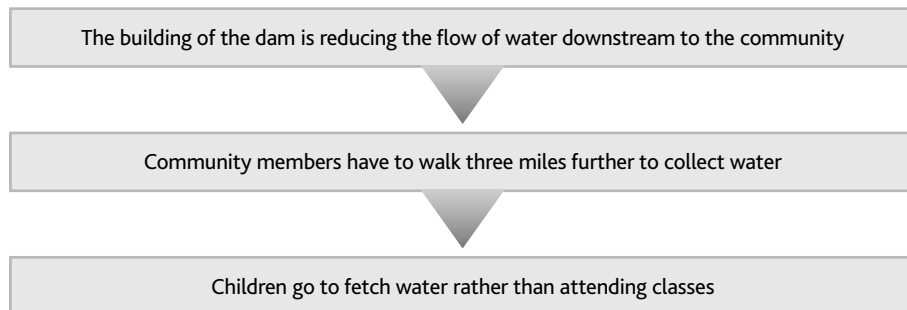 The building of the dam is reducing the flow of water downstream to the community
Community members have to walk three miles further to collect water
Children go to fetch water rather than attending classes